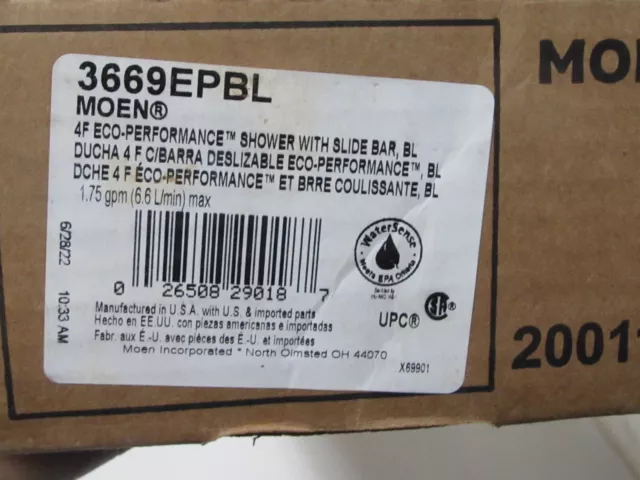 3669EPBL
MOEN®
4F ECO-PERFORMANCE™ SHOWER WITH SLIDE BAR, BL
DUCHA 4 F C/BARRA DESLIZABLE ECO-PERFORMANCE™, BL
DCHE 4 F ÉCO-PERFORMANCE™ ET BRRE COULISSANTE, BL
1.75 gpm (6.6 L/min) max
6/28/22 10:33 AM
0 26508 29018 7
WaterSense
Meets EPA Criteria
Manufactured in U.S.A. with U.S. & imported parts
Hecho en EE.UU. con piezas americanas e importadas
Fabr. aux É.-U. avec pièces des É.-U. et importées
Moen Incorporated * North Olmsted OH 44070
UPC®
X69901
MO
2001